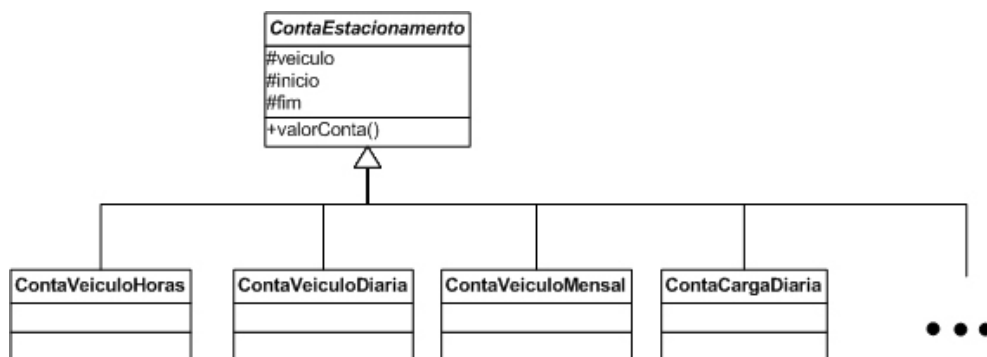 ContaEstacionamento
#veiculo
#inicio
#fim
+valorConta()
ContaVeiculoHoras
ContaVeiculoDiaria
ContaVeiculoMensal
ContaCargaDiaria